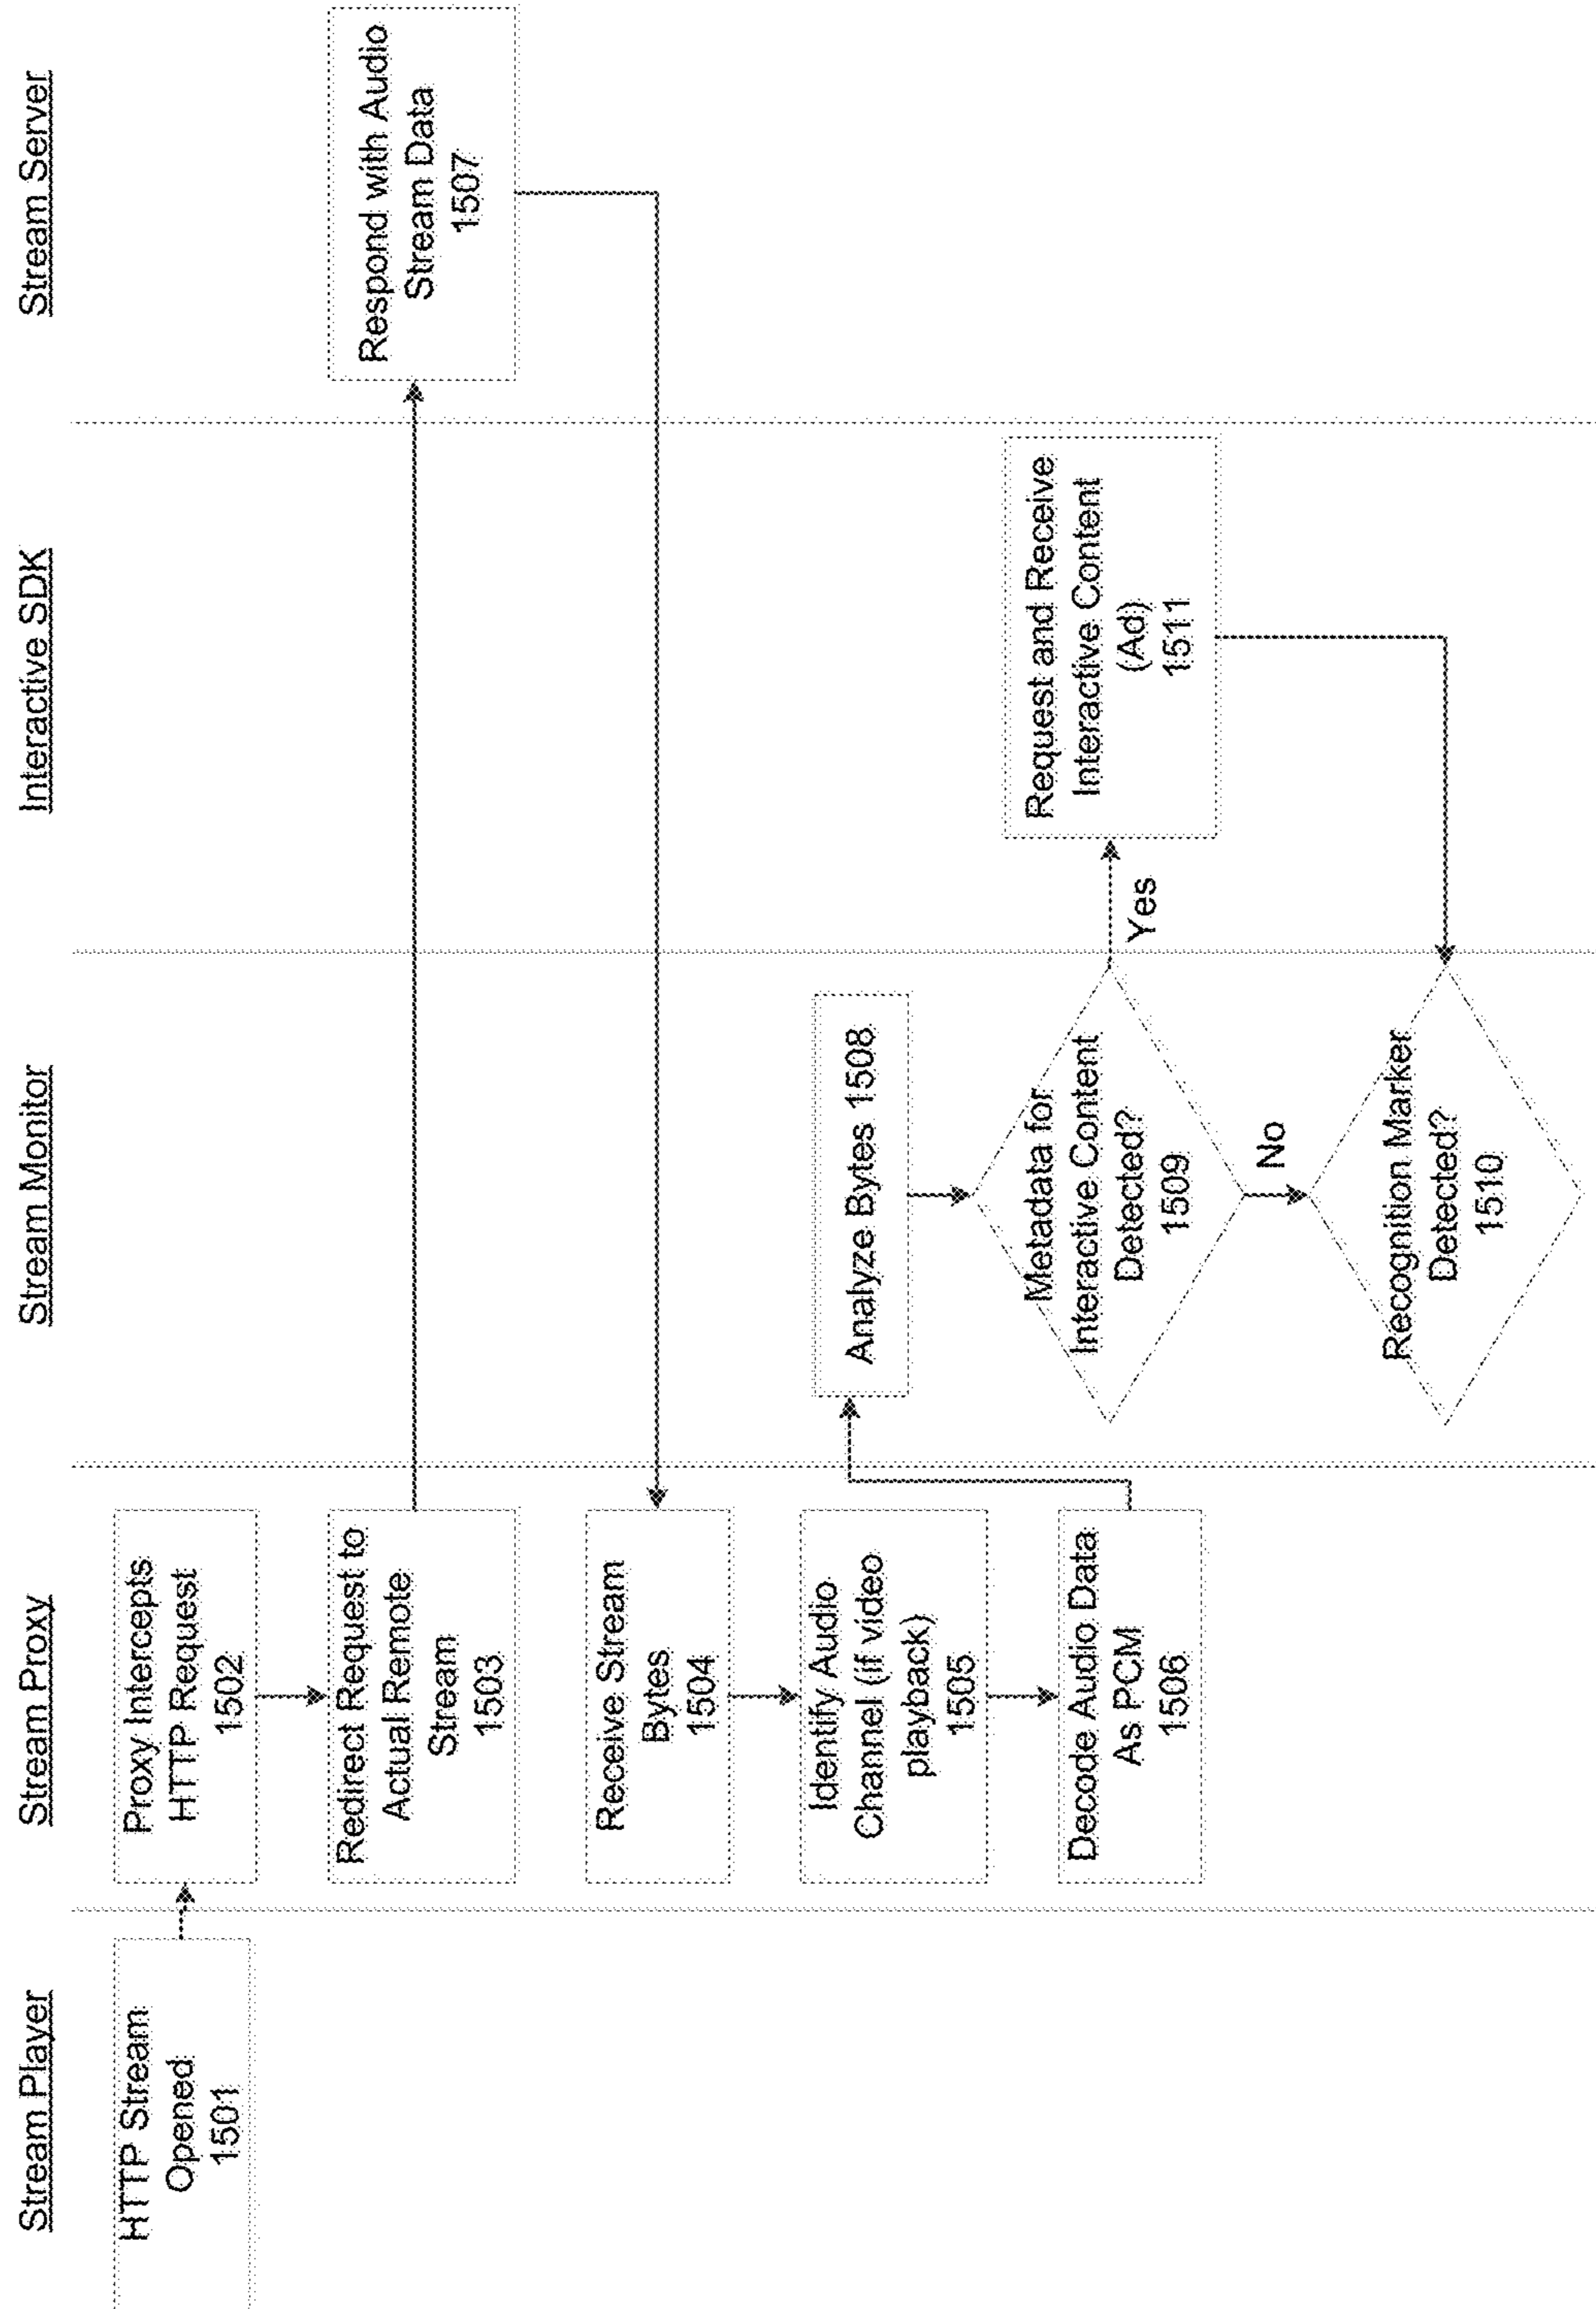 Stream Player
Stream Proxy
Stream Monitor
Interactive SDK
Stream Server
HTTP Stream
Opened
1501
Proxy Intercepts
HTTP Request
1502
Redirect Request to
Actual Remote
Stream
1503
Respond with Audio
Stream Data
1507
Receive Stream
Bytes
1504
Identify Audio
Channel (if video
playback)
1505
Decode Audio Data
As PCM
1506
Analyze Bytes 1508
Metadata for
Interactive Content
Detected?
1509
Yes
Request and Receive
Interactive Content
(Ad)
1511
No
Recognition Marker
Detected?
1510